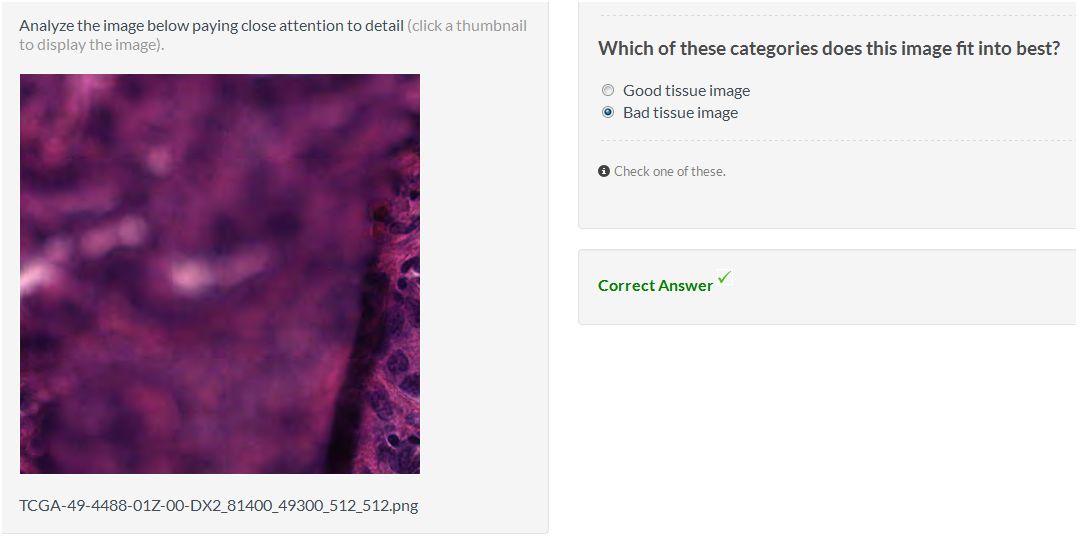 Analyze the image below paying close attention to detail (click a thumbnail
to display the image).
TCGA-49-4488-01Z-00-DX2_81400_49300_512_512.png
Which of these categories does this image fit into best?
Good tissue image
Bad tissue image
Check one of these.
Correct Answer